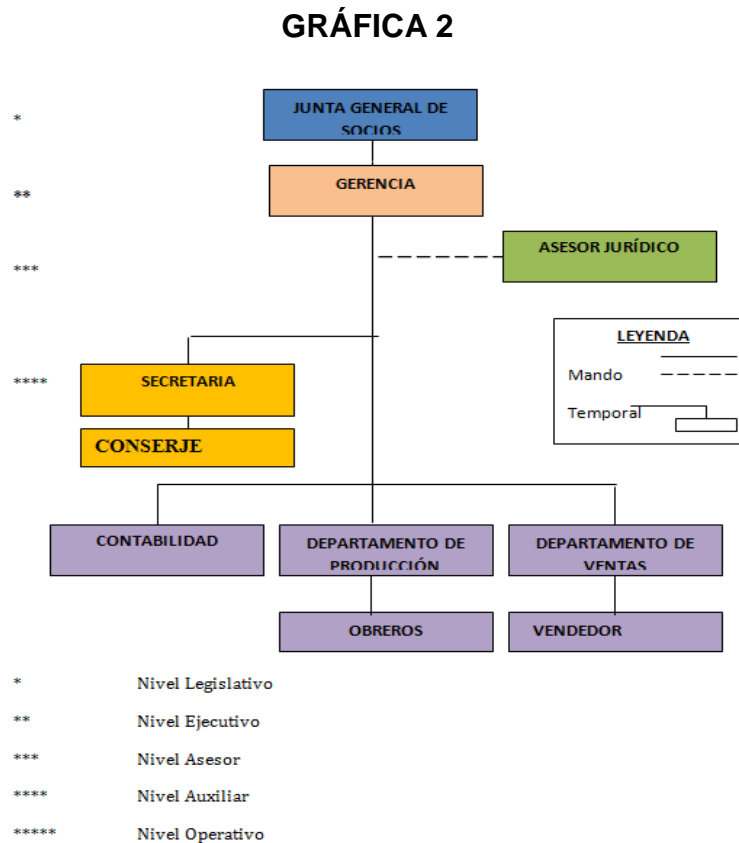 GRÁFICA 2
*
JUNTA GENERAL DE
SOCIOS
**
GERENCIA
***
ASESOR JURÍDICO
LEYENDA
Mando
Temporal
****
SECRETARIA
CONSERJE
CONTABILIDAD
DEPARTAMENTO DE
PRODUCCIÓN
DEPARTAMENTO DE
VENTAS
OBREROS
VENDEDOR
* Nivel Legislativo
** Nivel Ejecutivo
*** Nivel Asesor
**** Nivel Auxiliar
***** Nivel Operativo